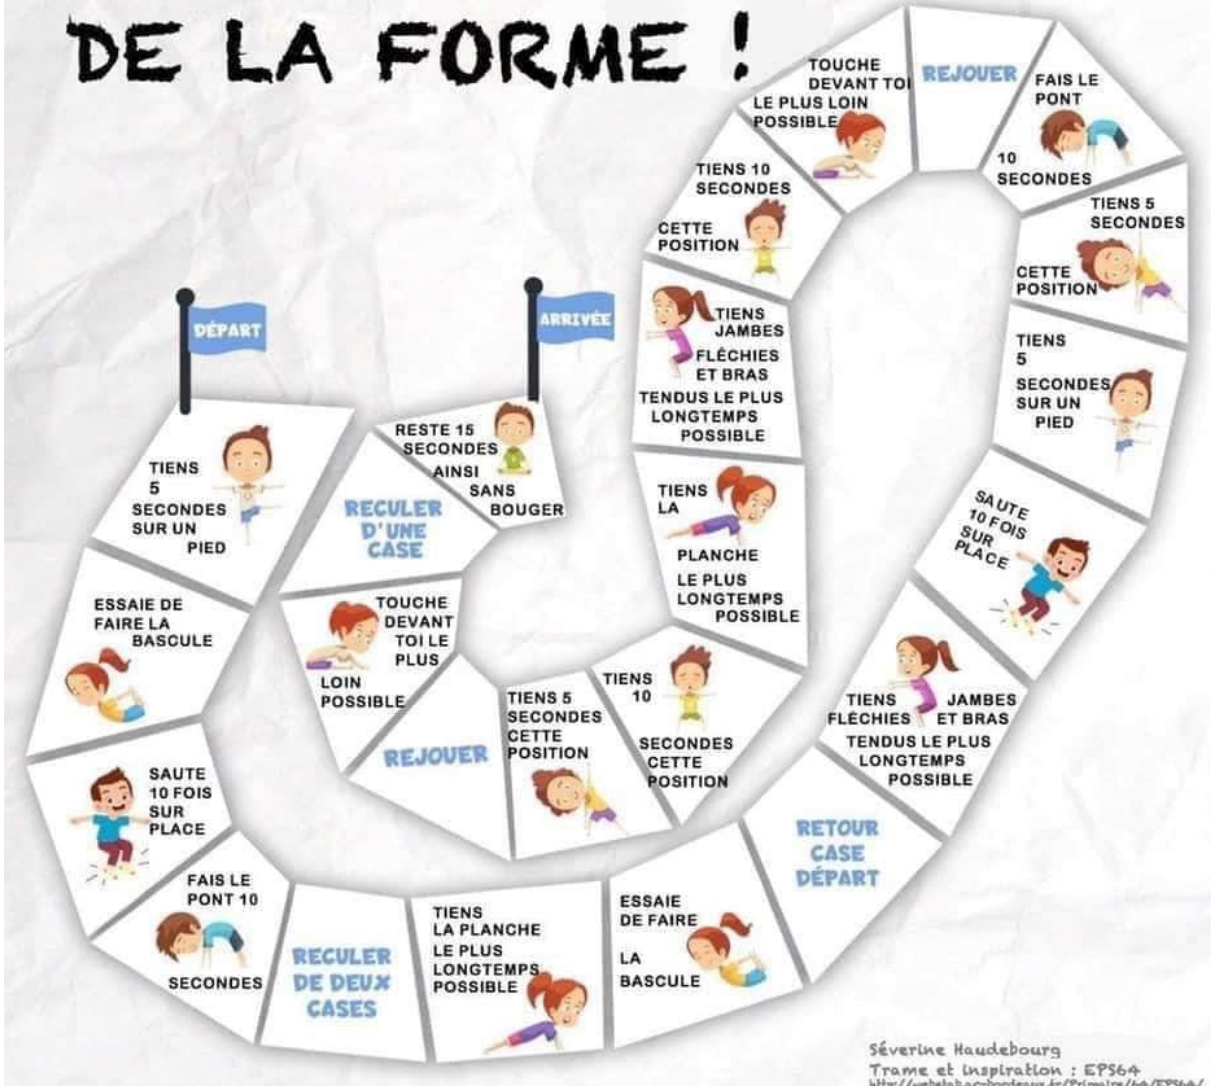 DE LA FORME !
DÉPART
TIENS
5
SECONDES
SUR UN
PIED
ESSAIE DE
FAIRE LA
BASCULE
SAUTE
10 FOIS
SUR
PLACE
FAIS LE
PONT 10
SECONDES
RECULER
DE DEUX
CASES
TIENS
LA PLANCHE
LE PLUS
LONGTEMPS
POSSIBLE
ESSAIE
DE FAIRE
LA
BASCULE
RETOUR
CASE
DÉPART
TIENS JAMBES
FLÉCHIES ET BRAS
TENDUS LE PLUS
LONGTEMPS
POSSIBLE
SAUTE
10 FOIS
SUR
PLACE
TIENS
5
SECONDES
SUR UN
PIED
TIENS 5
SECONDES
CETTE
POSITION
FAIS LE
PONT
10
SECONDES
REJOUER
TOUCHE
DEVANT TOI
LE PLUS LOIN
POSSIBLE
TIENS 10
SECONDES
CETTE
POSITION
TIENS
JAMBES
FLÉCHIES
ET BRAS
TENDUS LE PLUS
LONGTEMPS
POSSIBLE
TIENS
LA
PLANCHE
LE PLUS
LONGTEMPS
POSSIBLE
TIENS
10
SECONDES
CETTE
POSITION
TIENS 5
SECONDES
CETTE
POSITION
REJOUER
TOUCHE
DEVANT
TOI LE
PLUS
LOIN
POSSIBLE
RECULER
D'UNE
CASE
RESTE 15
SECONDES
AINSI
SANS
BOUGER
ARRIVÉE
Séverine Haudebourg
Trame et inspiration : EPS64